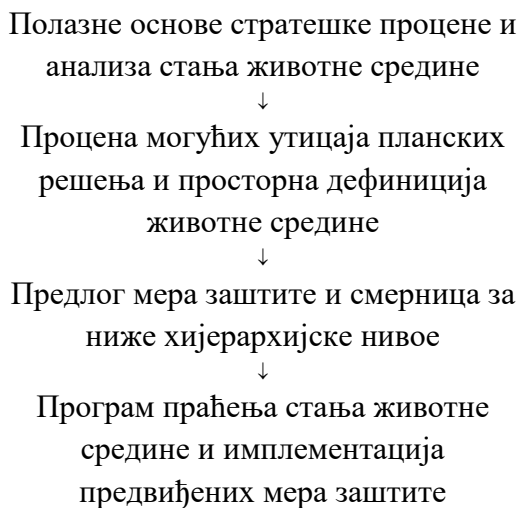 Полазне основе стратешке процене и
анализа стања животне средине
↓
Процена могућих утицаја планских
решења и просторна дефиниција
животне средине
↓
Предлог мера заштите и смерница за
ниже хијерархијске нивое
↓
Програм праћења стања животне
средине и имплементација
предвиђених мера заштите